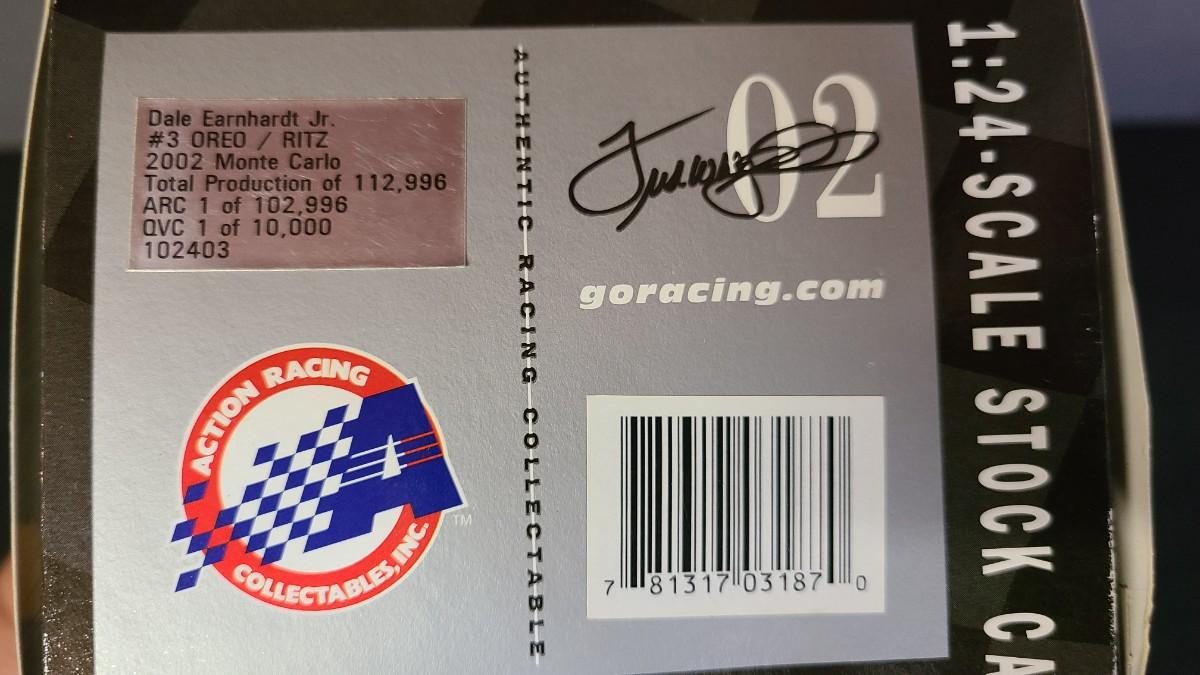 Dale Earnhardt Jr.
#3 OREO / RITZ
2002 Monte Carlo
Total Production of 112,996
ARC 1 of 102,996
QVC 1 of 10,000
102403
AUTHENTIC RACING COLLECTABLE
02
goracing.com
ACTION RACING
COLLECTABLES, INC.
A
TM
7 81317 03187 0
1:24-SCALE STOCK CA